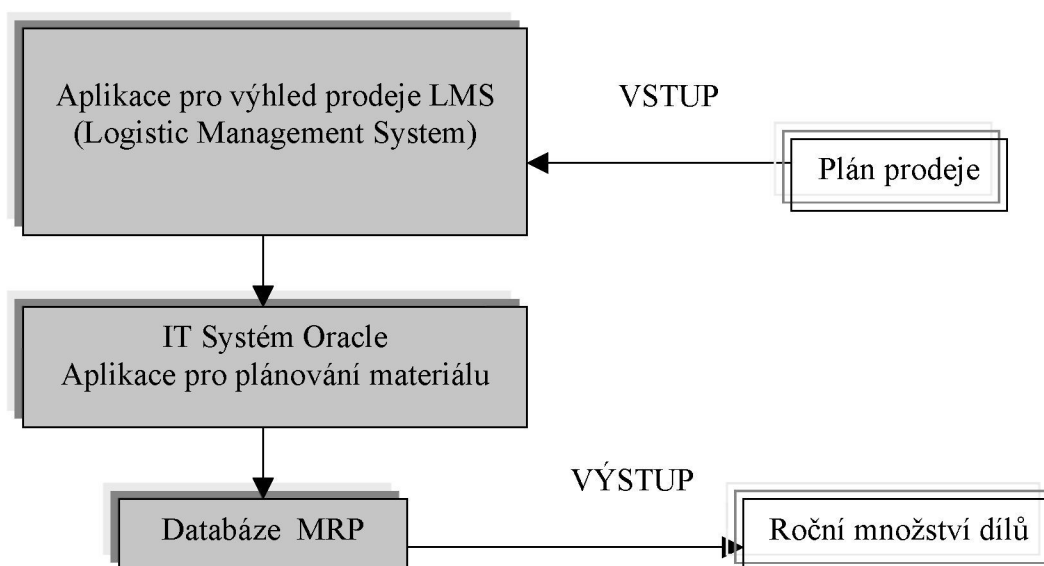 Aplikace pro výhled prodeje LMS
(Logistic Management System)
VSTUP
Plán prodeje
IT Systém Oracle
Aplikace pro plánování materiálu
VÝSTUP
Databáze MRP
Roční množství dílů